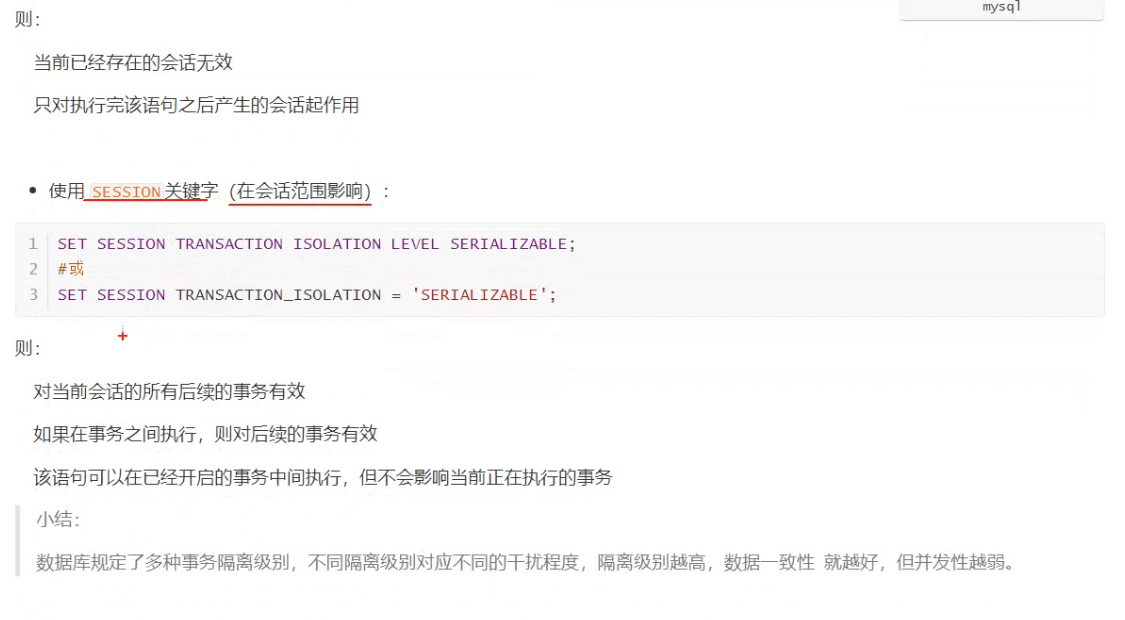 mysql
则：
当前已经存在的会话无效
只对执行完该语句之后产生的会话起作用
• 使用 SESSION 关键字（在会话范围影响）：
1 SET SESSION TRANSACTION ISOLATION LEVEL SERIALIZABLE;
2 #或
3 SET SESSION TRANSACTION_ISOLATION = 'SERIALIZABLE';
则：
对当前会话的所有后续的事务有效
如果在事务之间执行，则对后续的事务有效
该语句可以在已经开启的事务中间执行，但不会影响当前正在执行的事务
小结：
数据库规定了多种事务隔离级别，不同隔离级别对应不同的干扰程度，隔离级别越高，数据一致性 就越好，但并发性越弱。